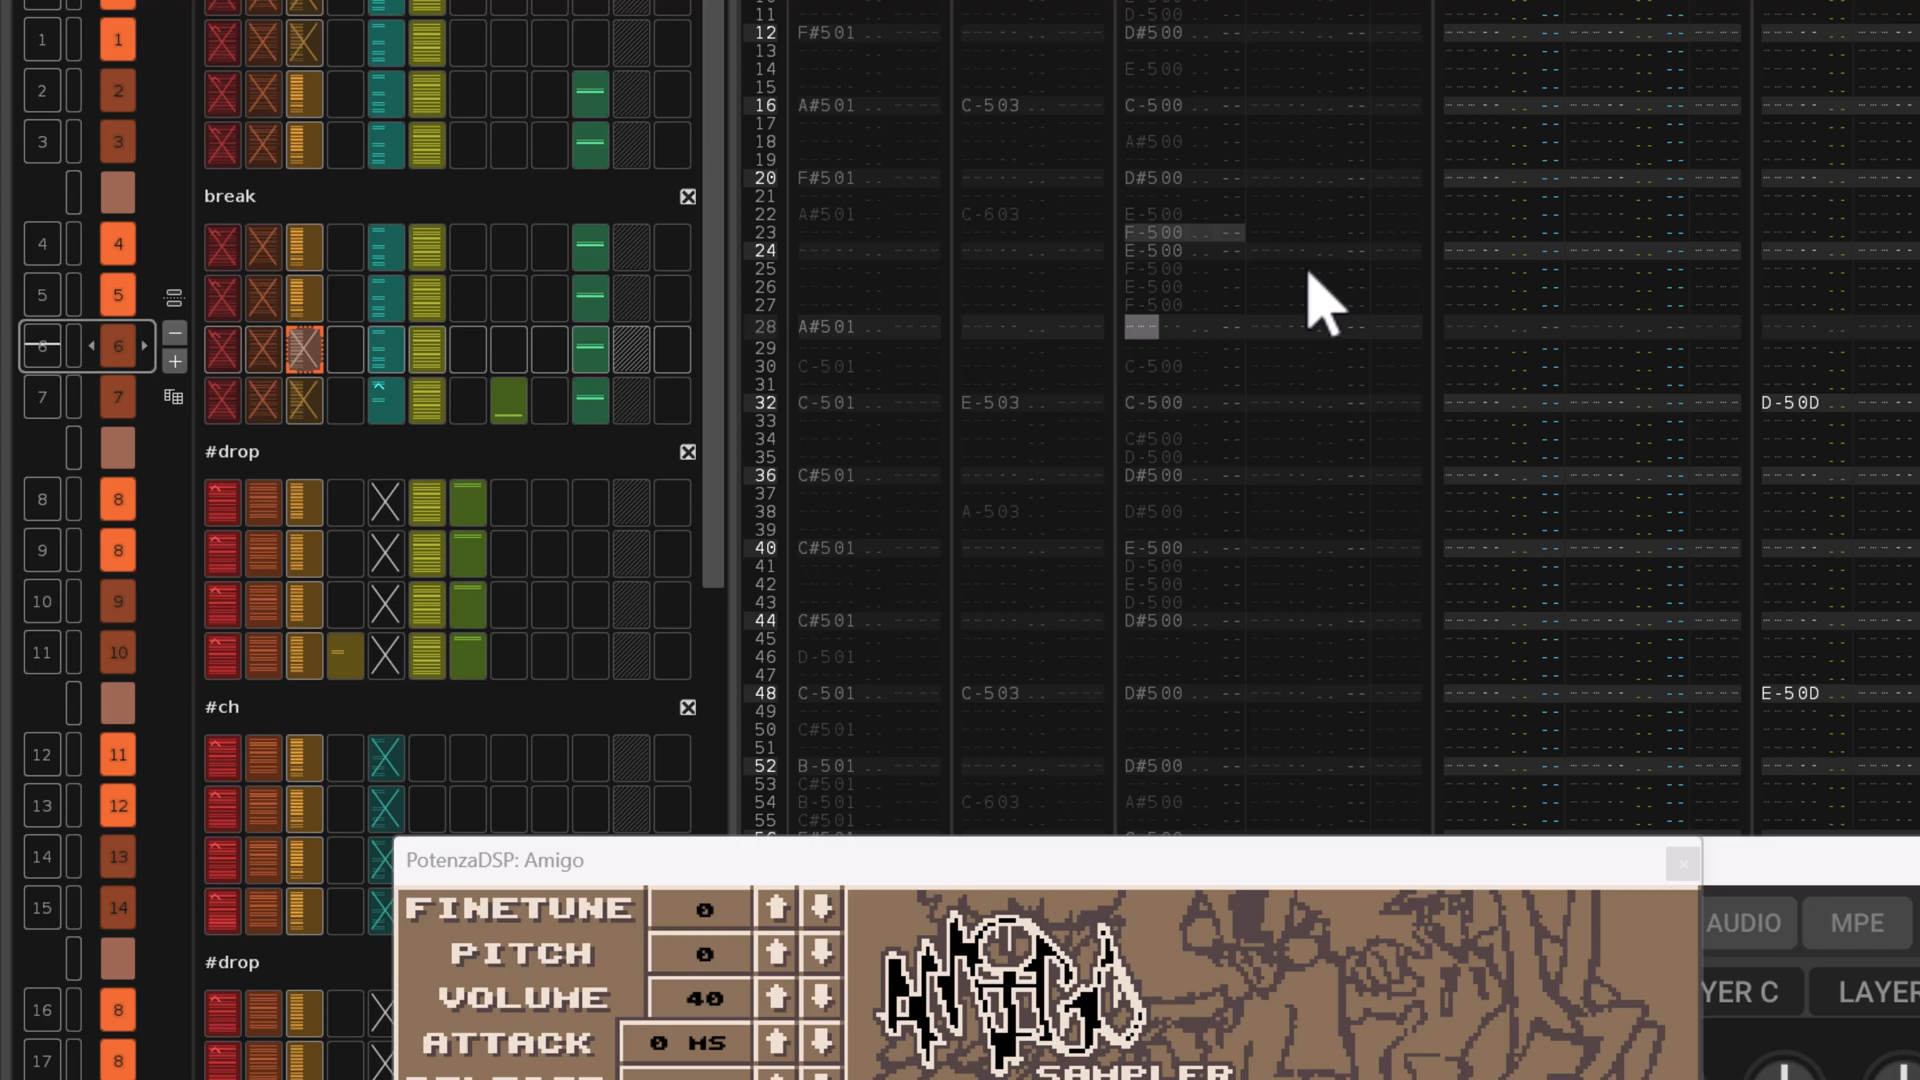 1 1
2 2
3 3
break
4 4
5 5
6 6
7 7
#drop
8 8
9 8
10 9
11 10
#ch
12 11
13 12
14 13
15 14
#drop
16 8
17 8
11 D-500
12 F#501 D#500
13
14 E-500
15
16 A#501 C-503 C-500
17
18 A#500
19
20 F#501 D#500
21
22 A#501 C-603 E-500
23 F-500
24 E-500
25 F-500
26 E-500
27 F-500
28 A#501
29
30 C-501 C-500
31
32 C-501 E-503 C-500 D-50D
33
34 C#500
35 D-500
36 C#501 D#500
37
38 A-503 D#500
39
40 C#501 E-500
41 D-500
42 E-500
43 D-500
44 C#501 D#500
45
46 D-501
47
48 C-501 C-503 D#500 E-50D
49
50 C#501
51
52 B-501 D#500
53 C#501
54 B-501 C-603 A#500
55 C#501
PotenzaDSP: Amigo
FINETUNE 0
PITCH 0
VOLUME 40
ATTACK 0 MS
AMIGO
SAMPLER
AUDIO MPE
YER C LAYER